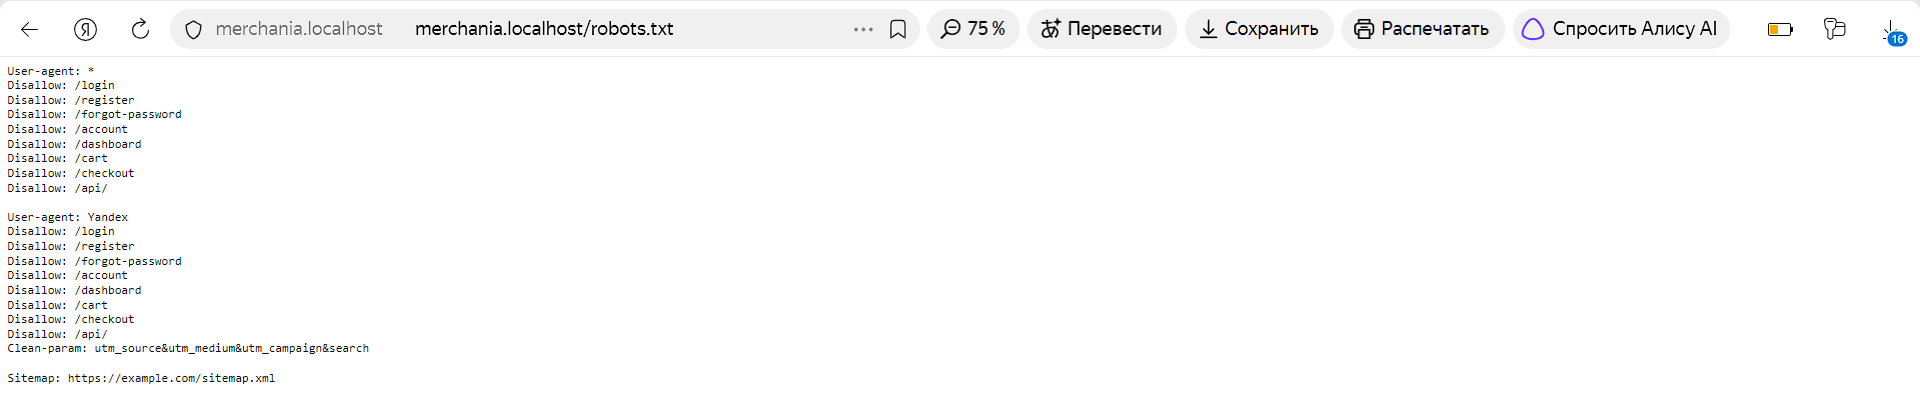 merchania.localhost merchania.localhost/robots.txt ••• 75 % Перевести Сохранить Распечатать Спросить Алису AI 16
User-agent: *
Disallow: /login
Disallow: /register
Disallow: /forgot-password
Disallow: /account
Disallow: /dashboard
Disallow: /cart
Disallow: /checkout
Disallow: /api/
User-agent: Yandex
Disallow: /login
Disallow: /register
Disallow: /forgot-password
Disallow: /account
Disallow: /dashboard
Disallow: /cart
Disallow: /checkout
Disallow: /api/
Clean-param: utm_source&utm_medium&utm_campaign&search
Sitemap: https://example.com/sitemap.xml